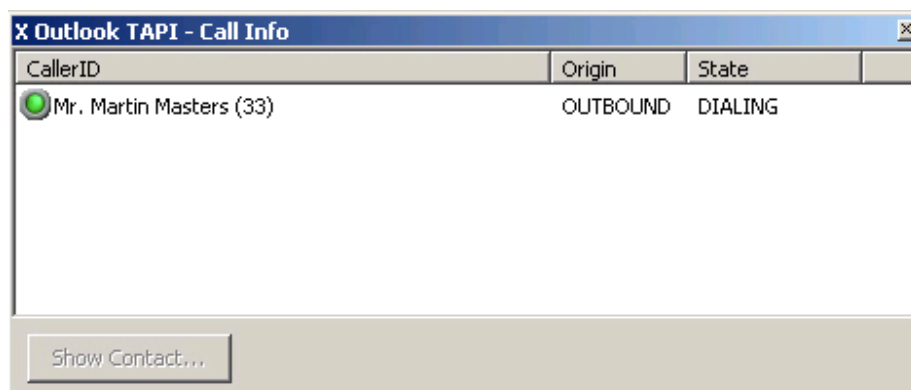 X Outlook TAPI - Call Info
CallerID Origin State
Mr. Martin Masters (33) OUTBOUND DIALING
Show Contact...